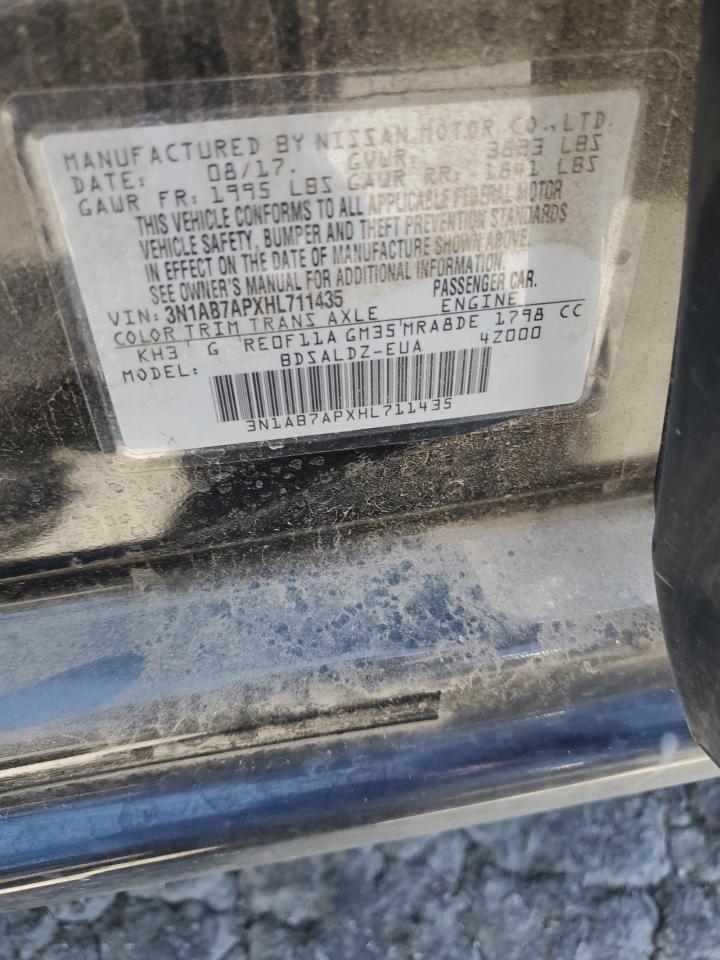 MANUFACTURED BY NISSAN MOTOR CO., LTD.
DATE: 08/17. GVWR: 3883 LBS
GAWR FR: 1995 LBS GAWR RR: 1841 LBS
THIS VEHICLE CONFORMS TO ALL APPLICABLE FEDERAL MOTOR
VEHICLE SAFETY, BUMPER AND THEFT PREVENTION STANDARDS
IN EFFECT ON THE DATE OF MANUFACTURE SHOWN ABOVE.
SEE OWNER'S MANUAL FOR ADDITIONAL INFORMATION.
VIN: 3N1AB7APXHL711435 PASSENGER CAR.
COLOR TRIM TRANS AXLE ENGINE
KH3 G RE0F11A GM35 MRA8DE 1798 CC
MODEL: BDSALDZ-EUA 4Z000
3N1AB7APXHL711435